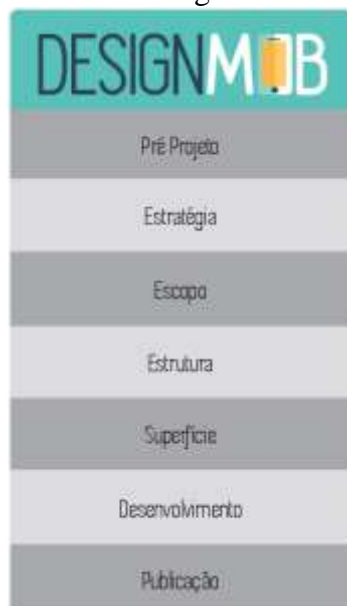 DESIGNMOB
Pré Projeto
Estratégia
Escopo
Estrutura
Superfície
Desenvolvimento
Publicação